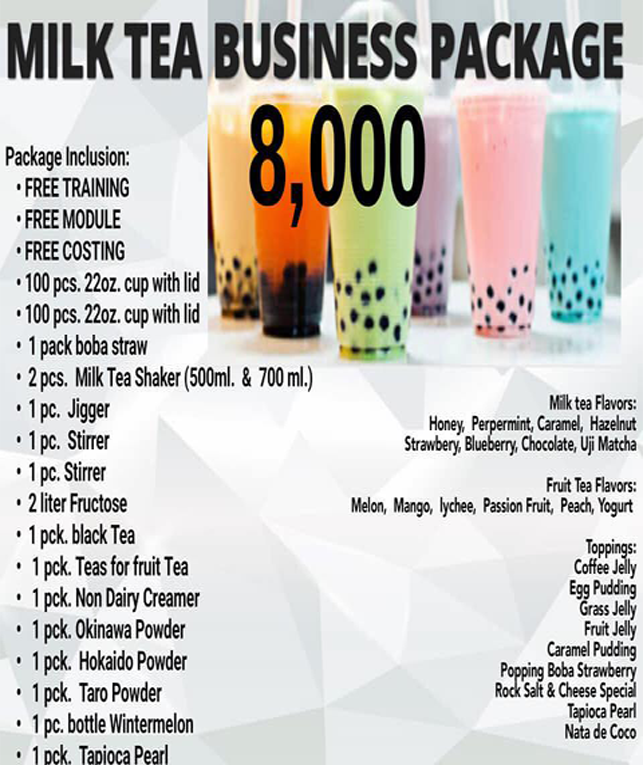 MILK TEA BUSINESS PACKAGE
8,000
Package Inclusion:
• FREE TRAINING
• FREE MODULE
• FREE COSTING
• 100 pcs. 22oz. cup with lid
• 100 pcs. 22oz. cup with lid
• 1 pack boba straw
• 2 pcs. Milk Tea Shaker (500ml. & 700 ml.)
• 1 pc. Jigger
• 1 pc. Stirrer
• 1 pc. Stirrer
• 2 liter Fructose
• 1 pck. black Tea
• 1 pck. Teas for fruit Tea
• 1 pck. Non Dairy Creamer
• 1 pck. Okinawa Powder
• 1 pck. Hokaido Powder
• 1 pck. Taro Powder
• 1 pc. bottle Wintermelon
• 1 pck. Tapioca Pearl
Milk tea Flavors:
Honey, Perpermint, Caramel, Hazelnut
Strawbery, Blueberry, Chocolate, Uji Matcha
Fruit Tea Flavors:
Melon, Mango, lychee, Passion Fruit, Peach, Yogurt
Toppings:
Coffee Jelly
Egg Pudding
Grass Jelly
Fruit Jelly
Caramel Pudding
Popping Boba Strawberry
Rock Salt & Cheese Special
Tapioca Pearl
Nata de Coco